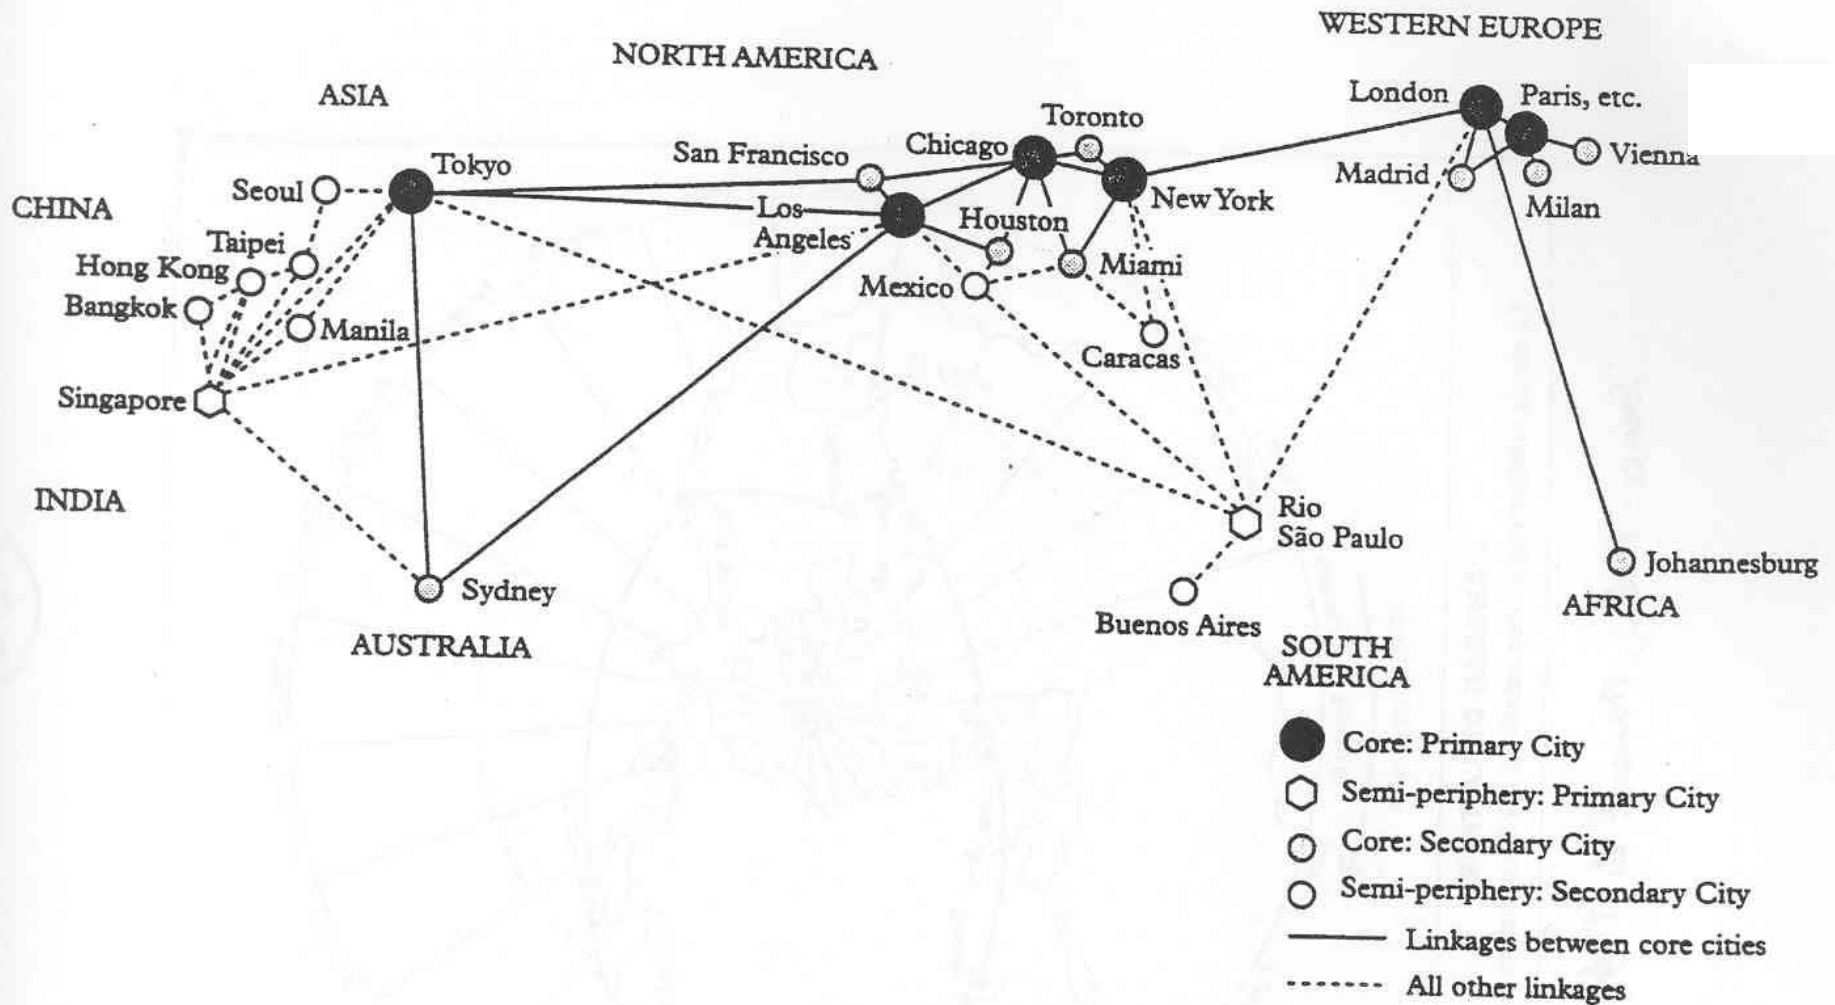 WESTERN EUROPE
NORTH AMERICA
ASIA
London
Paris, etc.
Toronto
Chicago
San Francisco
Tokyo
Vienna
Madrid
Seoul
New York
CHINA
Los
Houston
Milan
Angeles
Taipei
Hong Kong
Miami
Mexico
Bangkok
Manila
Caracas
Singapore
INDIA
Rio
São Paulo
Johannesburg
Sydney
AFRICA
Buenos Aires
AUSTRALIA
SOUTH
AMERICA
Core: Primary City
Semi-periphery: Primary City
Core: Secondary City
Semi-periphery: Secondary City
Linkages between core cities
All other linkages